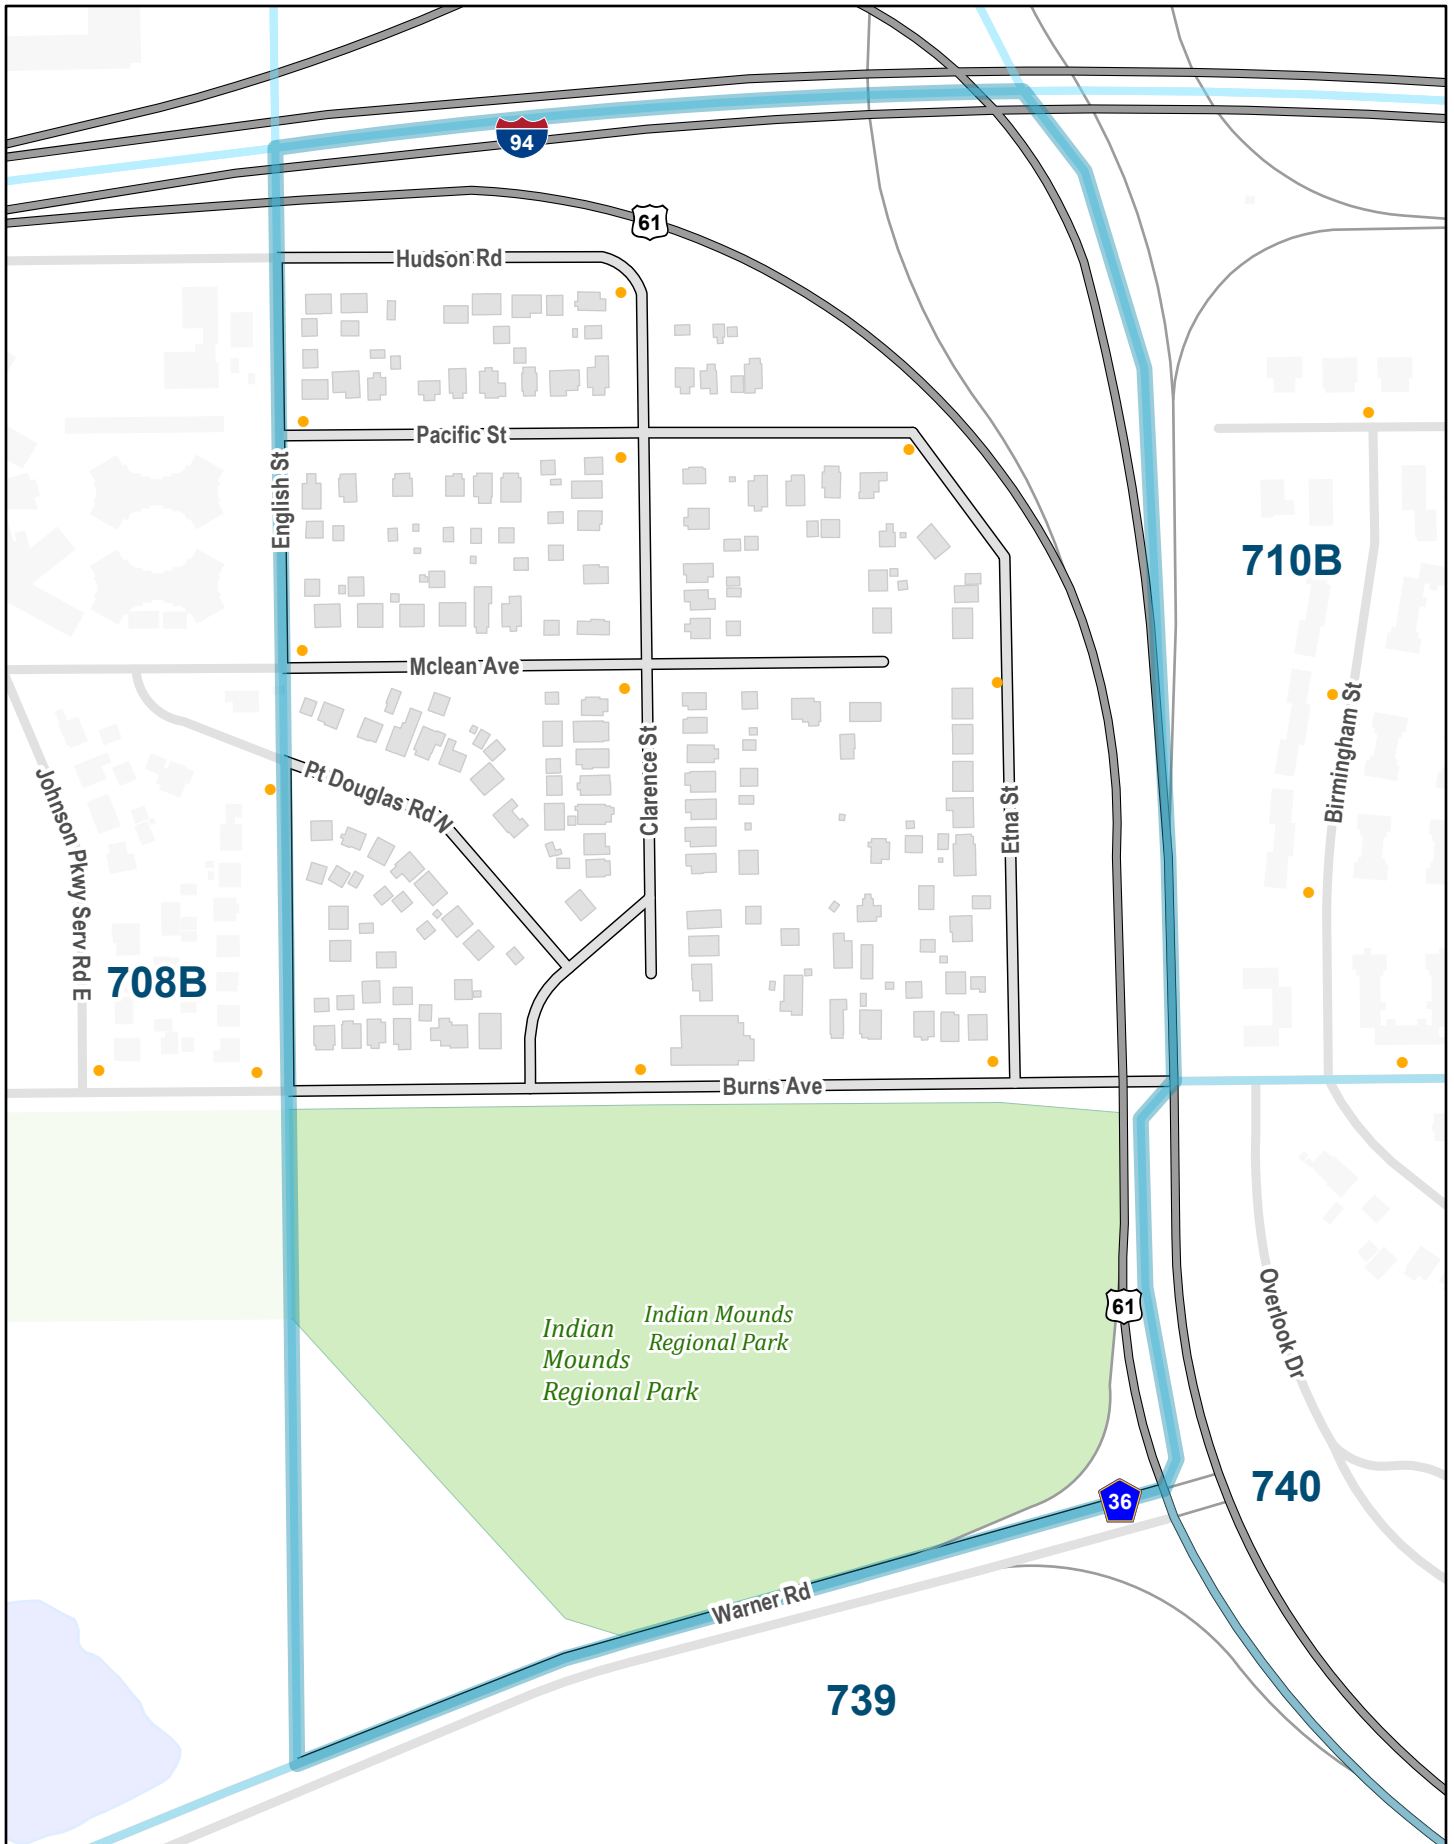 94
61
Hudson Rd
Pacific St
English St
710B
Mclean Ave
Birmingham St
Pt Douglas Rd N
Clarence St
Johnson Pkwy Serv Rd E
Etna St
708B
Burns Ave
61
Indian Mounds
Regional Park
Indian
Mounds
Regional Park
Overlook Dr
740
36
Warner Rd
739